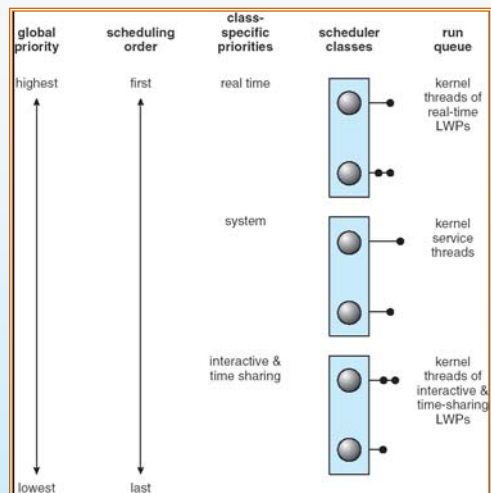 global priority
scheduling order
class-specific priorities
scheduler classes
run queue
highest
first
real time
kernel threads of real-time LWPs
system
kernel service threads
interactive & time sharing
kernel threads of interactive & time-sharing LWPs
lowest
last